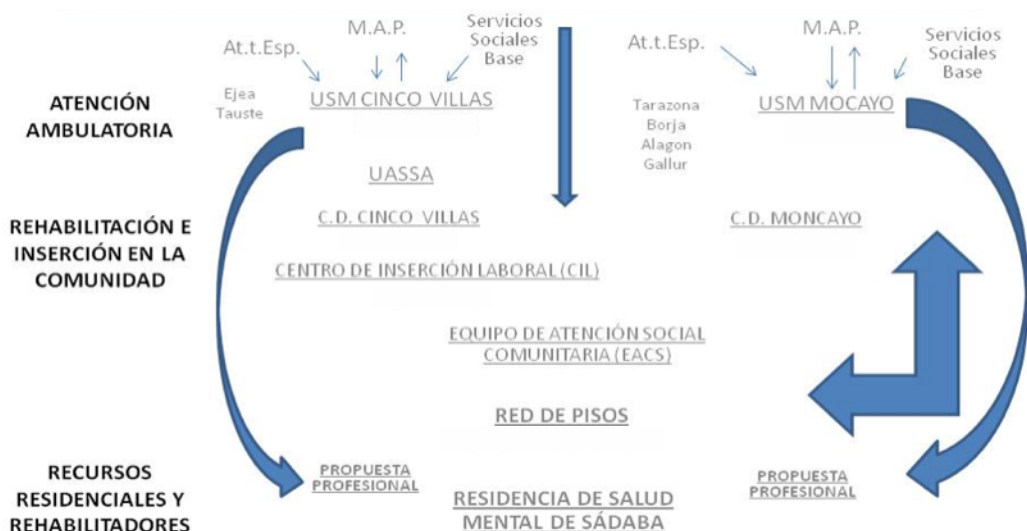 M.A.P.
Servicios
Sociales
Base
At.t.Esp.
USM CINCO VILLAS
Ejea
Tauste
ATENCIÓN
AMBULATORIA
M.A.P.
Servicios
Sociales
Base
At.t.Esp.
USM MOCAYO
Tarazona
Borja
Alagon
Gallur
UASSA
REHABILITACIÓN E
INSERCIÓN EN LA
COMUNIDAD
C.D. CINCO VILLAS
C.D. MONCAYO
CENTRO DE INSERCIÓN LABORAL (CIL)
EQUIPO DE ATENCIÓN SOCIAL
COMUNITARIA (EACS)
RED DE PISOS
RECURSOS
RESIDENCIALES Y
REHABILITADORES
PROPUESTA
PROFESIONAL
RESIDENCIA DE SALUD
MENTAL DE SÁDABA
PROPUESTA
PROFESIONAL